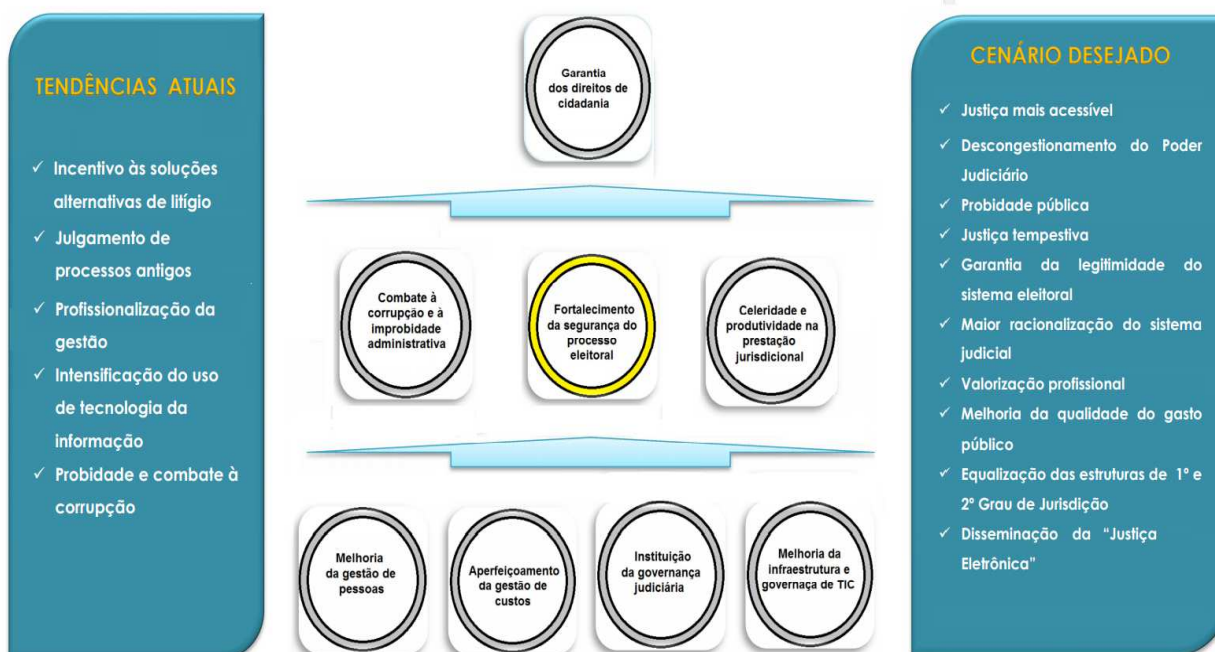 TENDÊNCIAS ATUAIS
✓ Incentivo às soluções
alternativas de litígio
✓ Julgamento de
processos antigos
✓ Profissionalização da
gestão
✓ Intensificação do uso
de tecnologia da
informação
✓ Probidade e combate à
corrupção
Garantia
dos direitos de
cidadania
Combate à
corrupção e à
improbidade
administrativa
Fortalecimento
da segurança do
processo
eleitoral
Celeridade e
produtividade na
prestação
jurisdicional
Melhoria
da gestão de
pessoas
Aperfeiçoamento
da gestão de
custos
Instituição
da governança
judiciária
Melhoria da
infraestrutura e
governaça de TIC
CENÁRIO DESEJADO
✓ Justiça mais acessível
✓ Descongestionamento do Poder
Judiciário
✓ Probidade pública
✓ Justiça tempestiva
✓ Garantia da legitimidade do
sistema eleitoral
✓ Maior racionalização do sistema
judicial
✓ Valorização profissional
✓ Melhoria da qualidade do gasto
público
✓ Equalização das estruturas de 1º e
2º Grau de Jurisdição
✓ Disseminação da “Justiça
Eletrônica”